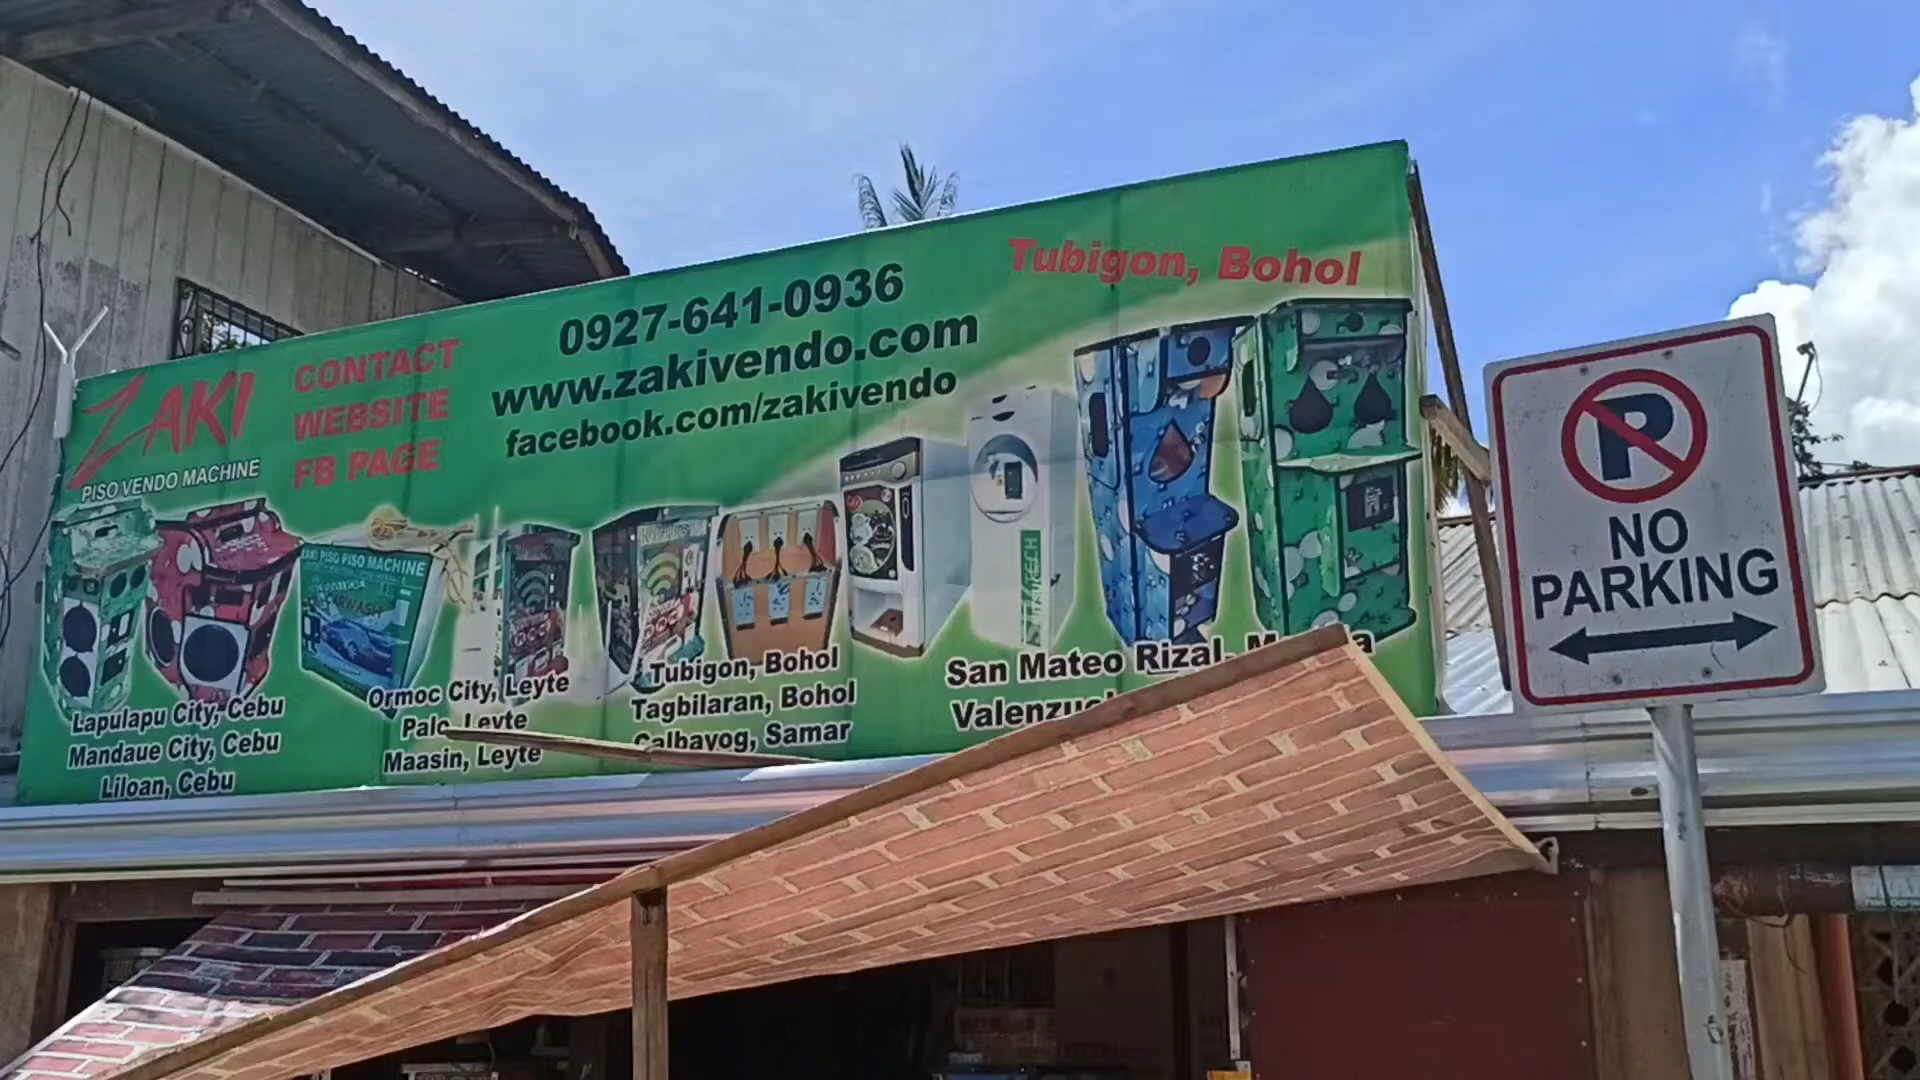 ZAKI
PISO VENDO MACHINE
CONTACT
WEBSITE
FB PAGE
0927-641-0936
www.zakivendo.com
facebook.com/zakivendo
Tubigon, Bohol
ZAKI PISO PISO MACHINE
Lapulapu City, Cebu
Mandaue City, Cebu
Liloan, Cebu
Ormoc City, Leyte
Palo, Leyte
Maasin, Leyte
Tubigon, Bohol
Tagbilaran, Bohol
Calbayog, Samar
San Mateo Rizal,
P
NO
PARKING